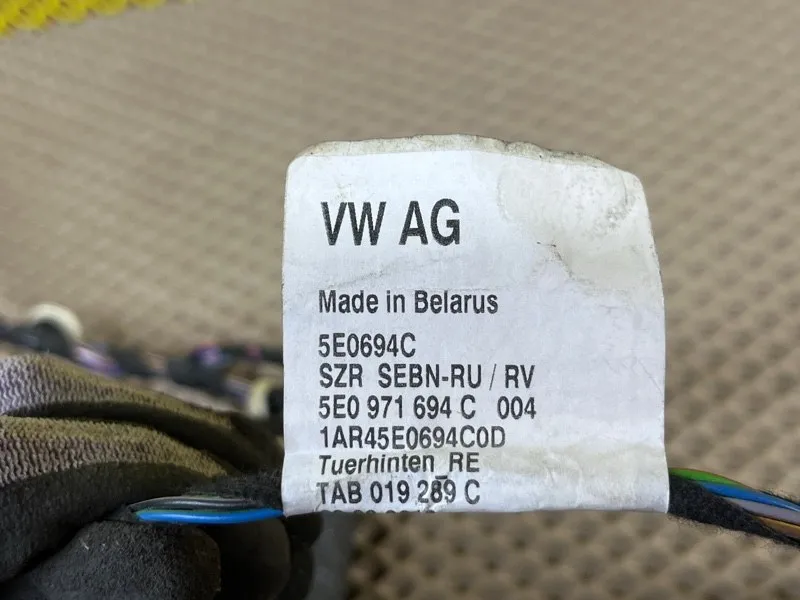 VW AG
Made in Belarus
5E0694C
SZR SEBN-RU / RV
5E0 971 694 C 004
1AR45E0694C0D
Tuerhinten_RE
TAB 019 289 C